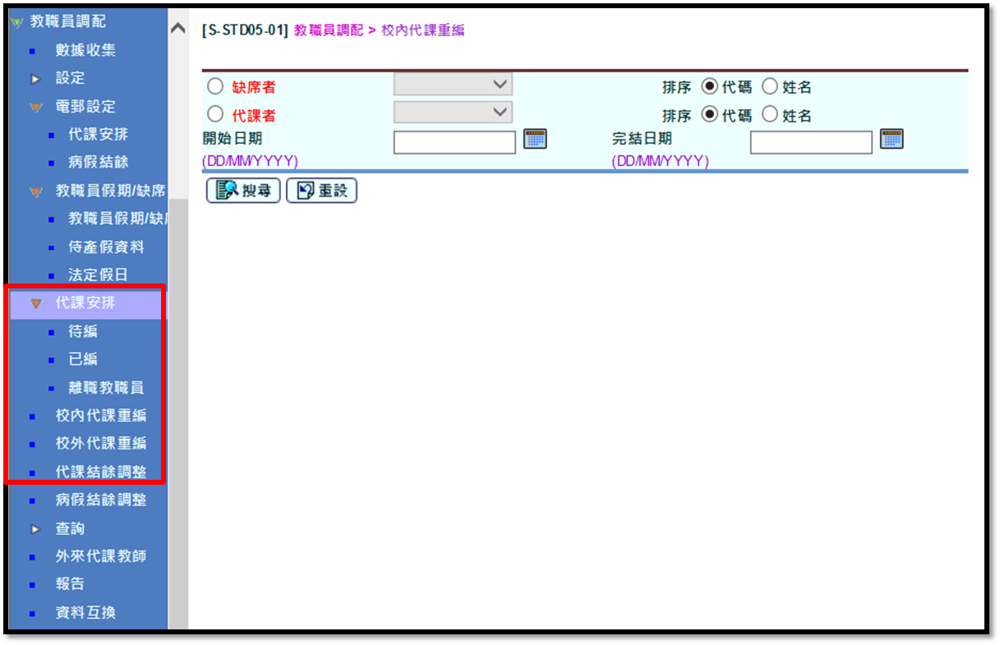 教職員調配
數據收集
設定
電郵設定
代課安排
病假結餘
教職員假期/缺席
教職員假期/缺
待產假資料
法定假日
代課安排
待編
已編
離職教職員
校內代課重編
校外代課重編
代課結餘調整
病假結餘調整
查詢
外來代課教師
報告
資料互換
[S-STD05-01] 教職員調配 > 校內代課重編
缺席者 排序 代碼 姓名
代課者 排序 代碼 姓名
開始日期 完結日期
(DD/MM/YYYY) (DD/MM/YYYY)
搜尋 重設